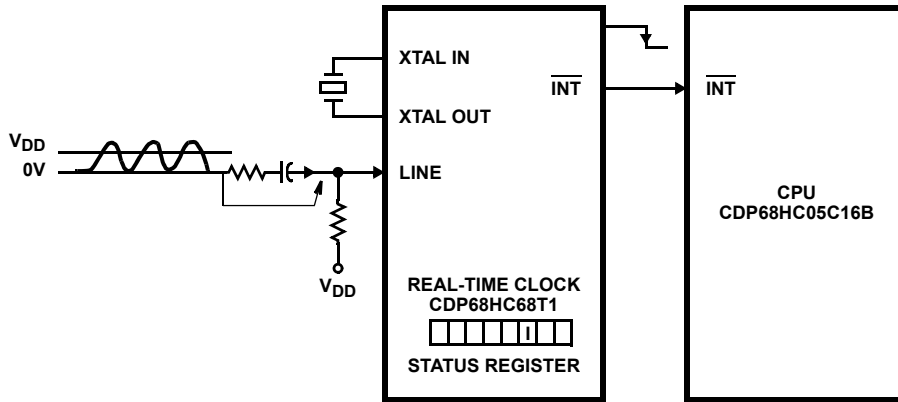 XTAL IN
XTAL OUT
INT
INT
VDD
0V
LINE
VDD
CPU
CDP68HC05C16B
REAL-TIME CLOCK
CDP68HC68T1
I
STATUS REGISTER